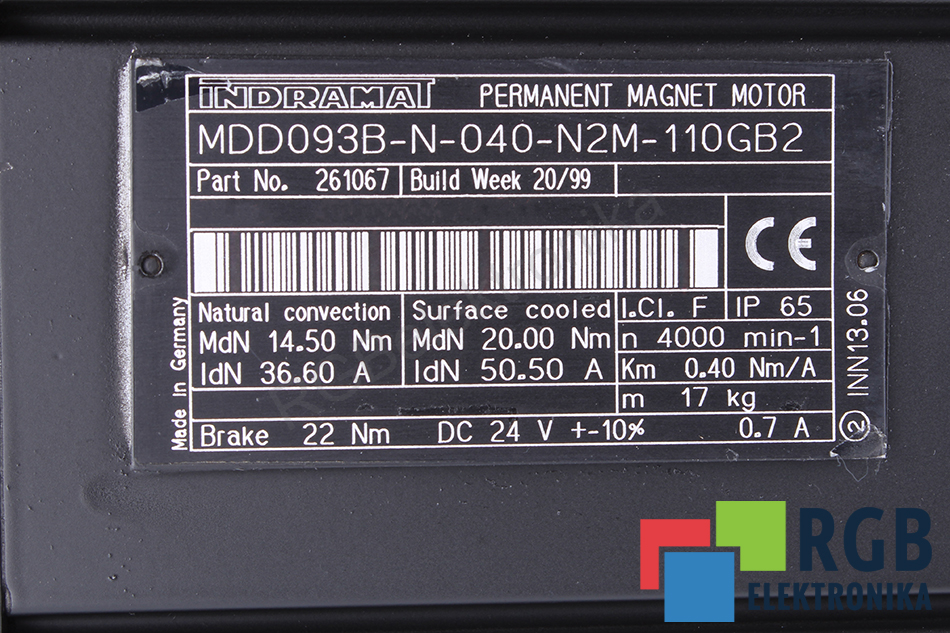 INDRAMAT PERMANENT MAGNET MOTOR
MDD093B-N-040-N2M-110GB2
Part No. 261067 Build Week 20/99
CE
Natural convection Surface cooled I.Cl. F IP 65
MdN 14.50 Nm MdN 20.00 Nm n 4000 min-1
IdN 36.60 A IdN 50.50 A Km 0.40 Nm/A
m 17 kg
Brake 22 Nm DC 24 V +-10% 0.7 A
Made in Germany
2 INN13.06
RGB Elektronika
RGB
ELEKTRONIKA